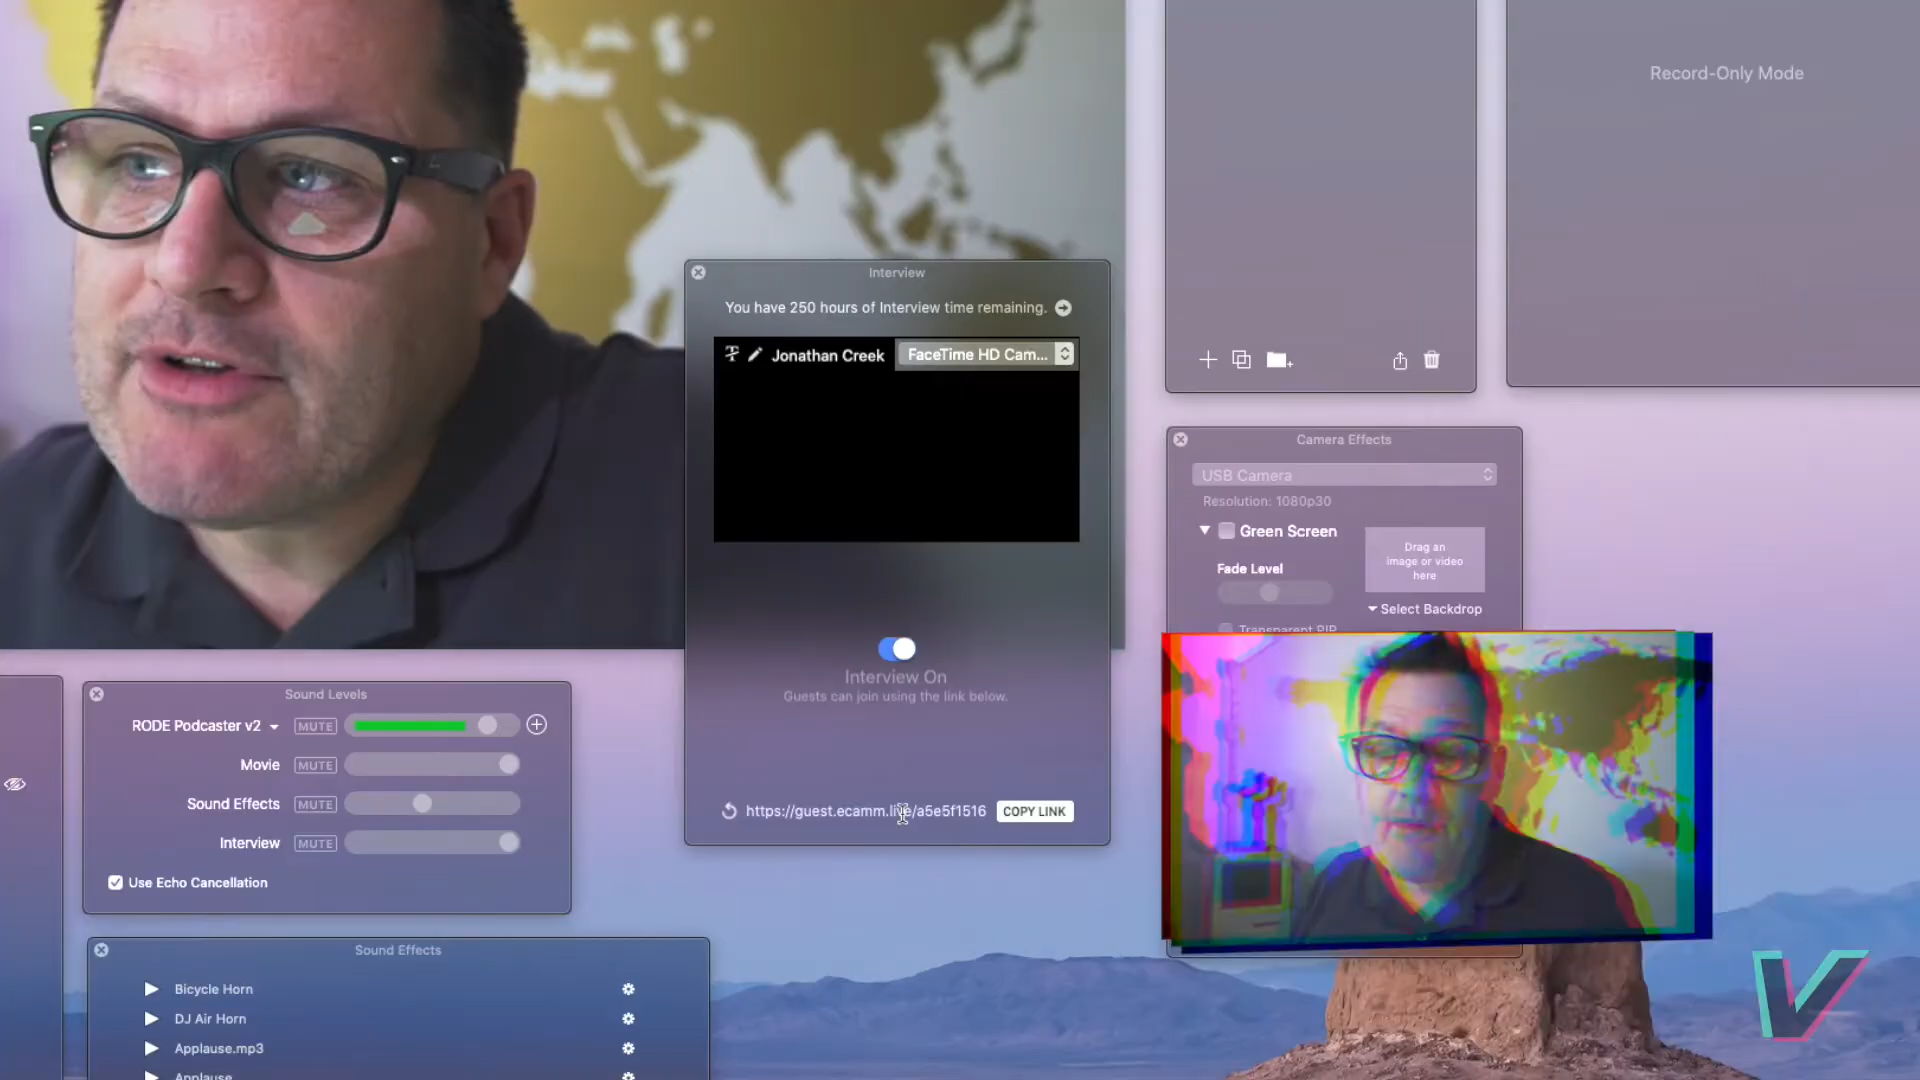 Record-Only Mode
Interview
You have 250 hours of Interview time remaining.
Jonathan Creek
FaceTime HD Cam...
Camera Effects
USB Camera
Resolution: 1080p30
Green Screen
Drag an
image or video
here
Fade Level
Select Backdrop
Transparent PIP
Interview On
Guests can join using the link below.
https://guest.ecamm.live/a5e5f1516
COPY LINK
Sound Levels
RODE Podcaster v2
MUTE
Movie
MUTE
Sound Effects
MUTE
Interview
MUTE
Use Echo Cancellation
Sound Effects
Bicycle Horn
DJ Air Horn
Applause.mp3
Applause
V